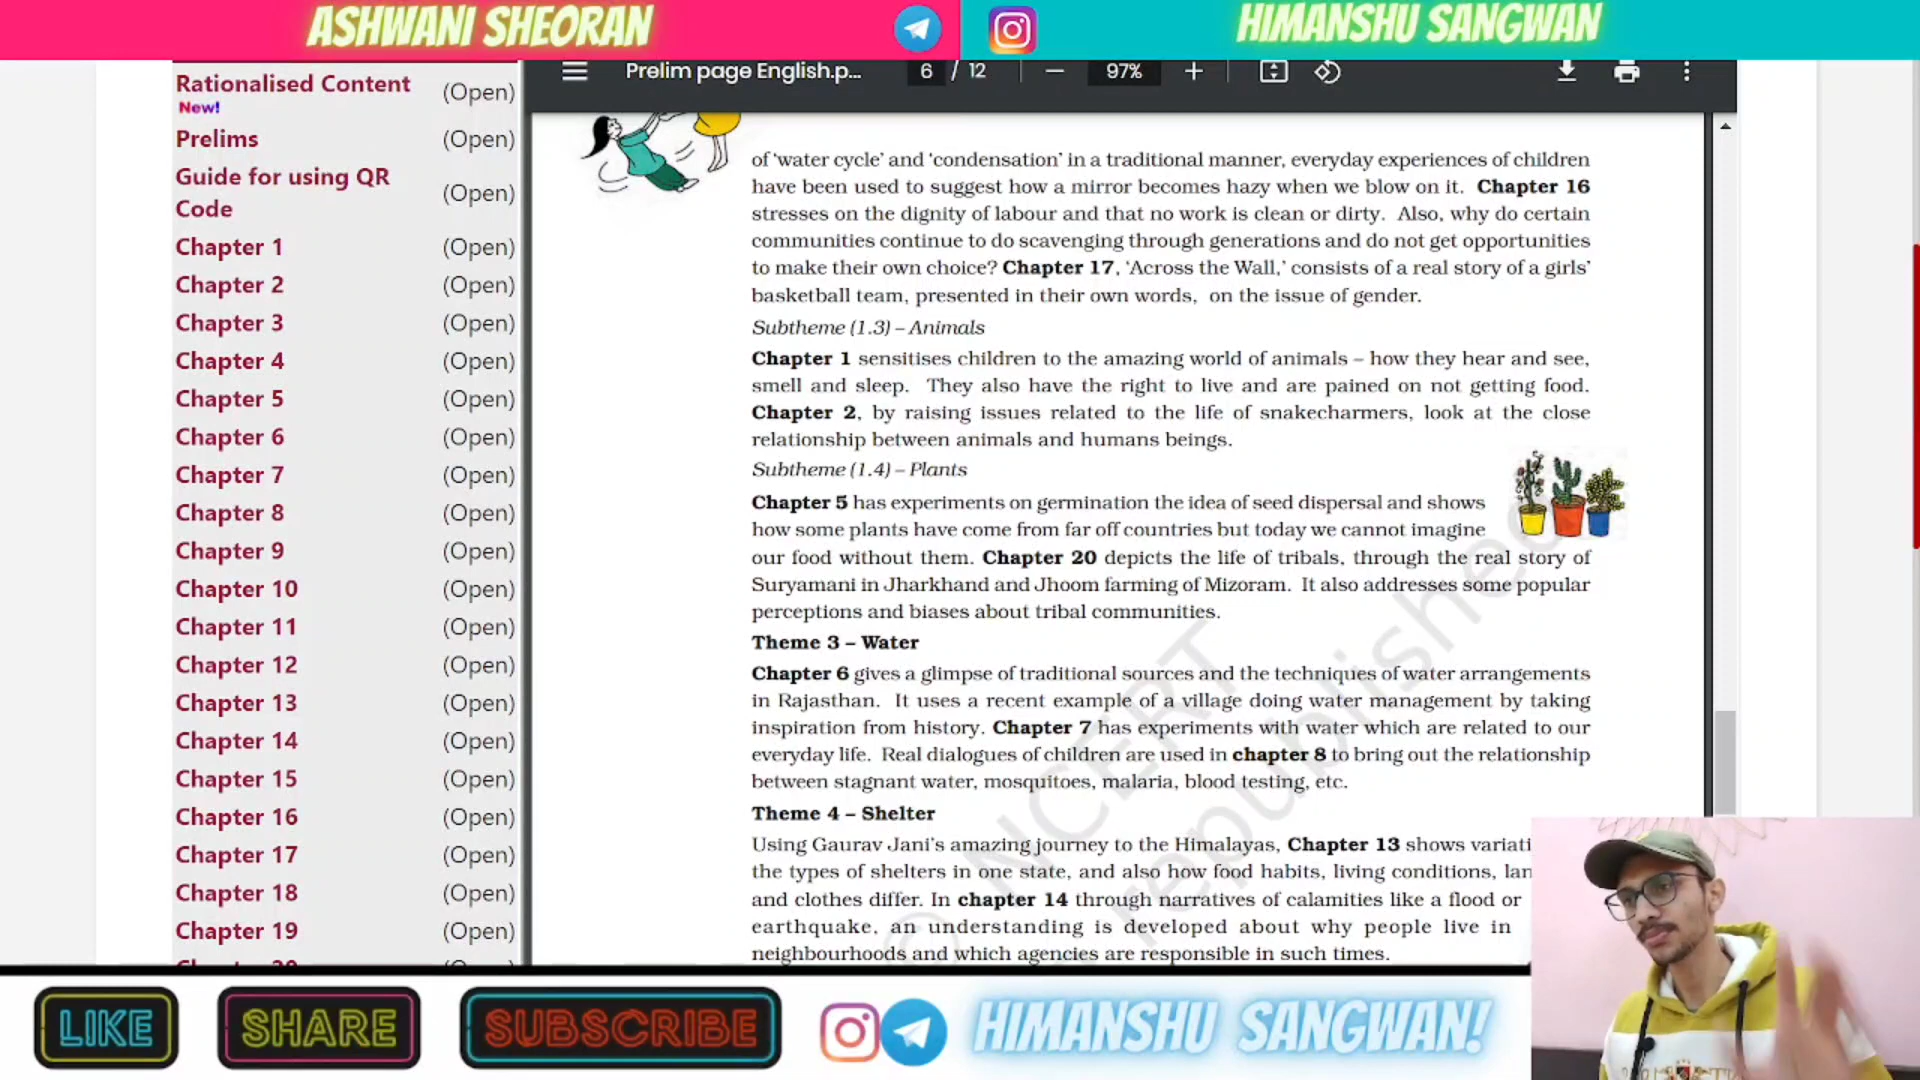 ASHWANI SHEORAN
HIMANSHU SANGWAN
Rationalised Content (Open)
New!
Prelims (Open)
Guide for using QR Code (Open)
Chapter 1 (Open)
Chapter 2 (Open)
Chapter 3 (Open)
Chapter 4 (Open)
Chapter 5 (Open)
Chapter 6 (Open)
Chapter 7 (Open)
Chapter 8 (Open)
Chapter 9 (Open)
Chapter 10 (Open)
Chapter 11 (Open)
Chapter 12 (Open)
Chapter 13 (Open)
Chapter 14 (Open)
Chapter 15 (Open)
Chapter 16 (Open)
Chapter 17 (Open)
Chapter 18 (Open)
Chapter 19 (Open)
Prelim page English.p... 6 / 12 97%
of ‘water cycle’ and ‘condensation’ in a traditional manner, everyday experiences of children
have been used to suggest how a mirror becomes hazy when we blow on it. Chapter 16
stresses on the dignity of labour and that no work is clean or dirty. Also, why do certain
communities continue to do scavenging through generations and do not get opportunities
to make their own choice? Chapter 17, ‘Across the Wall,’ consists of a real story of a girls’
basketball team, presented in their own words, on the issue of gender.
Subtheme (1.3) – Animals
Chapter 1 sensitises children to the amazing world of animals – how they hear and see,
smell and sleep. They also have the right to live and are pained on not getting food.
Chapter 2, by raising issues related to the life of snakecharmers, look at the close
relationship between animals and humans beings.
Subtheme (1.4) – Plants
Chapter 5 has experiments on germination the idea of seed dispersal and shows
how some plants have come from far off countries but today we cannot imagine
our food without them. Chapter 20 depicts the life of tribals, through the real story of
Suryamani in Jharkhand and Jhoom farming of Mizoram. It also addresses some popular
perceptions and biases about tribal communities.
Theme 3 – Water
Chapter 6 gives a glimpse of traditional sources and the techniques of water arrangements
in Rajasthan. It uses a recent example of a village doing water management by taking
inspiration from history. Chapter 7 has experiments with water which are related to our
everyday life. Real dialogues of children are used in chapter 8 to bring out the relationship
between stagnant water, mosquitoes, malaria, blood testing, etc.
Theme 4 – Shelter
Using Gaurav Jani’s amazing journey to the Himalayas, Chapter 13 shows variati
the types of shelters in one state, and also how food habits, living conditions, lan
and clothes differ. In chapter 14 through narratives of calamities like a flood or
earthquake, an understanding is developed about why people live in
neighbourhoods and which agencies are responsible in such times.
© NCERT
republished
LIKE
SHARE
SUBSCRIBE
HIMANSHU SANGWAN!